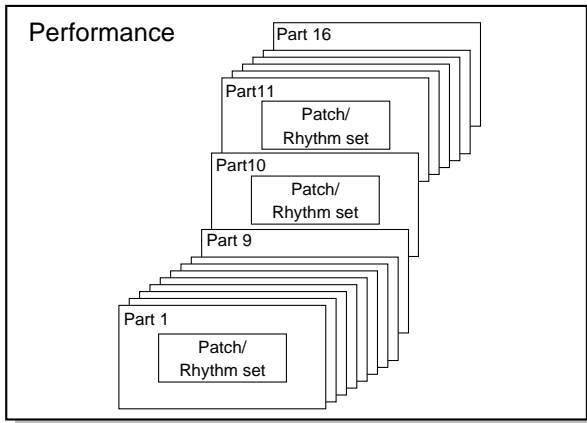 Performance
Part 16
Part11
Patch/
Rhythm set
Part10
Patch/
Rhythm set
Part 9
Part 1
Patch/
Rhythm set